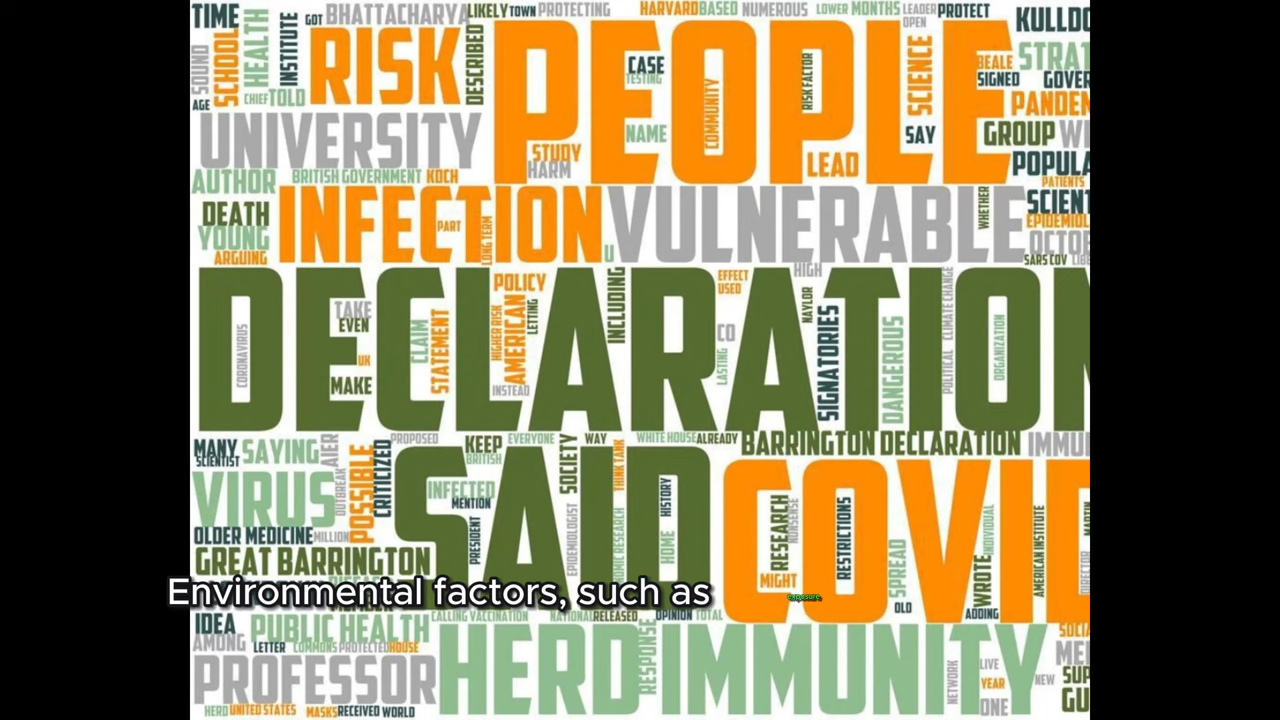 TIME
GOT
BHATTACHARYA
LIKELY
TOWN
PROTECTING
HARVARD
BASED
NUMEROUS
LOWER
MONTHS
LEADER
OPEN
PROTECT
SOUND
SCHOOL
HEALTH
INSTITUTE
RISK
DESCRIBED
PEOPLE
CASE
TESTING
COMMUNITY
RISK FACTOR
SCIENCE
BEALE
SIGNED
AGE
CHIEF
TOLD
UNIVERSITY
STUDY
HARM
NAME
SAY
LEAD
GROUP
AUTHOR
BRITISH GOVERNMENT
KOCH
PATIENTS
DEATH
YOUNG
ARGUING
INFECTION
PART
LONG TERM
U
VULNERABLE
WHETHER
SARS COV
DECLARATION
CORONAVIRUS
TAKE
EVEN
UK
MAKE
CLAIM
STATEMENT
POLICY
HIGHER RISK
AMERICAN
LETTING
INSTEAD
INCLUDING
EFFECT
USED
HIGH
CO
LASTING
NAYLOR
SIGNATORIES
DANGEROUS
POLITICAL
CLIMATE CHANGE
ORGANIZATION
MANY
SCIENTIST
SAYING
AIER
PROPOSED
KEEP
BRITISH
EVERYONE
WAY
WHITE HOUSE
ALREADY
BARRINGTON DECLARATION
VIRUS
OUTBREAK
POSSIBLE
CRITICIZED
SAID
INFECTED
MENTION
PRESIDENT
SOCIETY
EPIDEMIOLOGIST
THINK TANK
HISTORY
HOME
COVID
RESEARCH
NONSENSE
RESTRICTIONS
MIGHT
SPREAD
OLD
INDIVIDUAL
WROTE
ADDING
AMERICAN INSTITUTE
OLDER
MEDICINE
MILLION
GREAT BARRINGTON
Environmental factors, such as
exposure,
IDEA
AMONG
PUBLIC HEALTH
LETTER
COMMONS
PROTECTED
HOUSE
CALLING
VACCINATION
NATIONAL
RELEASED
OPINION
TOTAL
PROFESSOR
HERD IMMUNITY
RESPONSE
NETWORK
LIVE
YEAR
NEW
ONE
HERD
UNITED STATES
MASKS
RECEIVED
WORLD